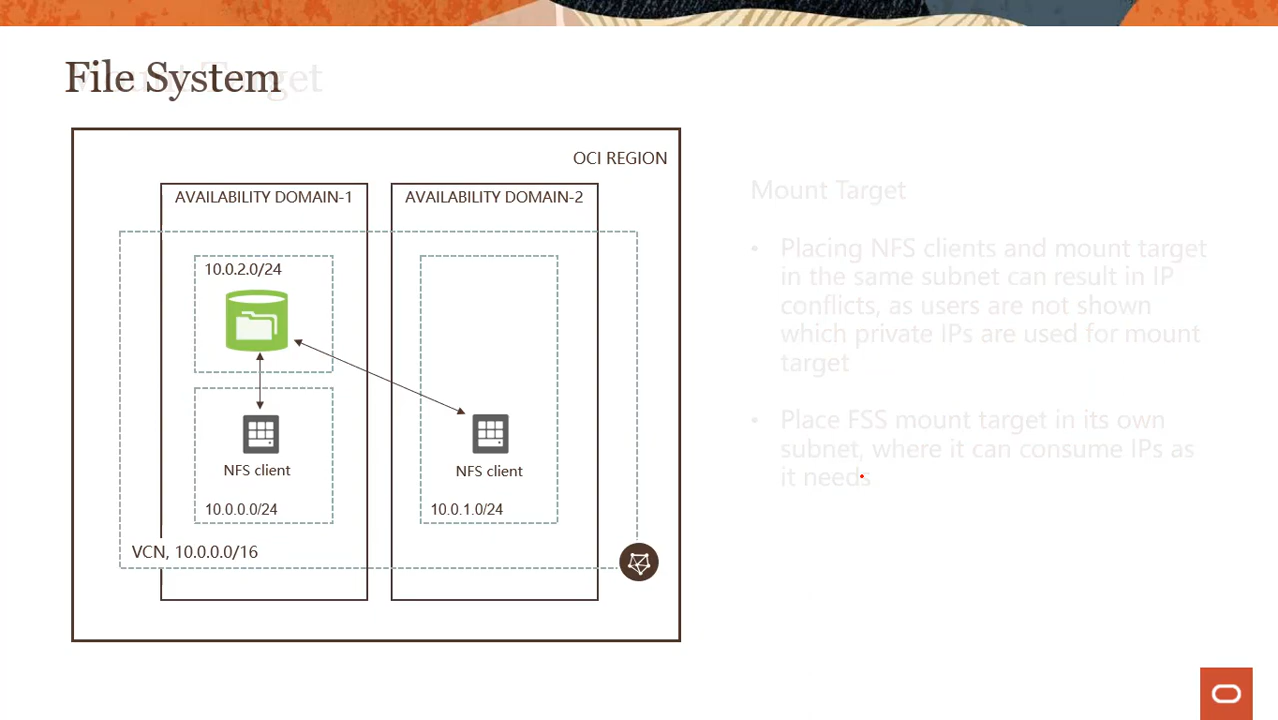 File System
Mount Target
OCI REGION
AVAILABILITY DOMAIN-1
AVAILABILITY DOMAIN-2
10.0.2.0/24
NFS client
NFS client
10.0.0.0/24
10.0.1.0/24
VCN, 10.0.0.0/16
Mount Target
• Placing NFS clients and mount target
in the same subnet can result in IP
conflicts, as users are not shown
which private IPs are used for mount
target
• Place FSS mount target in its own
subnet, where it can consume IPs as
it needs